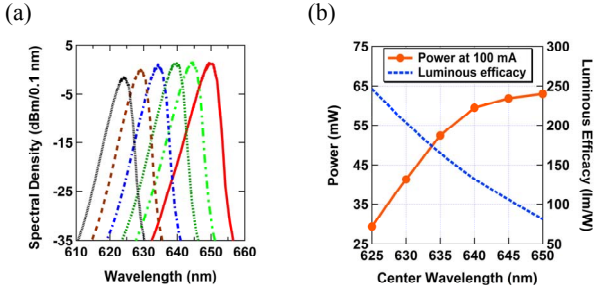 (a)
Spectral Density (dBm/0.1 nm)
5
-5
-15
-25
-35
610 620 630 640 650 660
Wavelength (nm)
(b)
Power at 100 mA
Luminous efficacy
Power (mW)
75
65
55
45
35
25
625 630 635 640 645 650
Center Wavelength (nm)
300
250
200
150
100
50
Luminous Efficacy (lm/W)